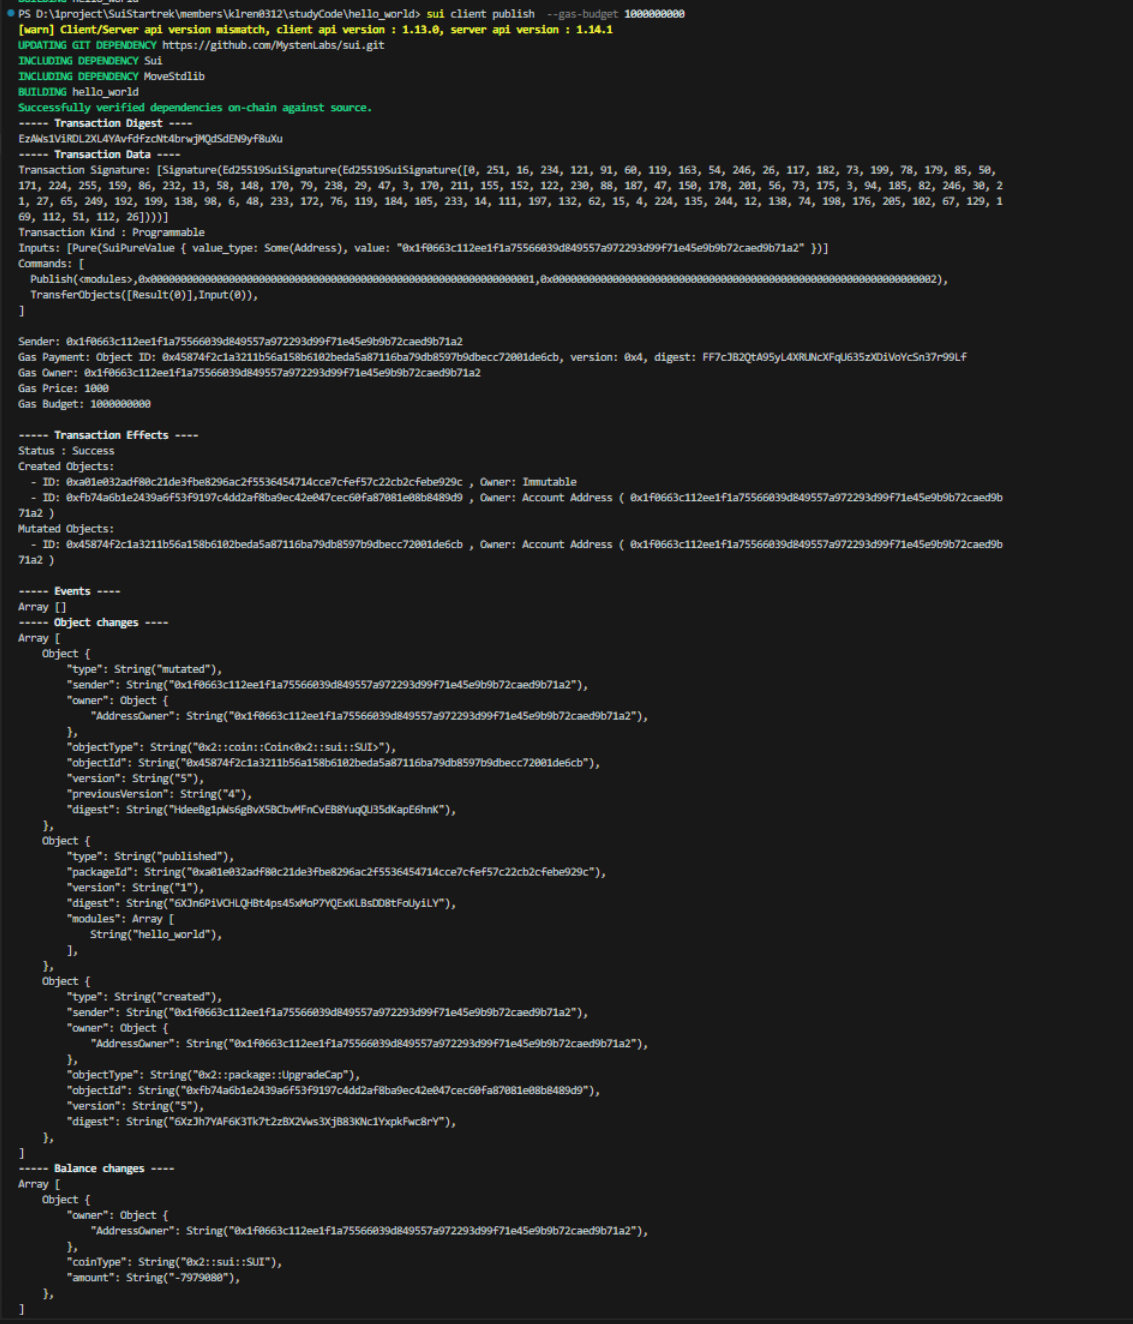 PS D:\1project\SuiStartrek\members\klren0312\studyCode\hello_world> sui client publish  --gas-budget 1000000000
[warn] Client/Server api version mismatch, client api version : 1.13.0, server api version : 1.14.1
UPDATING GIT DEPENDENCY https://github.com/MystenLabs/sui.git
INCLUDING DEPENDENCY Sui
INCLUDING DEPENDENCY MoveStdlib
BUILDING hello_world
Successfully verified dependencies on-chain against source.
----- Transaction Digest ----
EzAWs1ViRDL2XL4YAvfdfzcNt4brwjMQdSdEN9yf8uXu
----- Transaction Data ----
Transaction Signature: [Signature(Ed25519SuiSignature(Ed25519SuiSignature([0, 251, 16, 234, 121, 91, 60, 119, 163, 54, 246, 26, 117, 182, 73, 199, 78, 179, 85, 50,
171, 224, 255, 159, 86, 232, 13, 58, 148, 170, 79, 238, 29, 47, 3, 170, 211, 155, 152, 122, 230, 88, 187, 47, 150, 178, 201, 56, 73, 175, 3, 94, 185, 82, 246, 30, 2
1, 27, 65, 249, 192, 199, 138, 98, 6, 48, 233, 172, 76, 119, 184, 105, 233, 14, 111, 197, 132, 62, 15, 4, 224, 135, 244, 12, 138, 74, 198, 176, 205, 102, 67, 129, 1
69, 112, 51, 112, 26])))]
Transaction Kind : Programmable
Inputs: [Pure(SuiPureValue { value_type: Some(Address), value: "0x1f0663c112ee1f1a75566039d849557a972293d99f71e45e9b9b72caed9b71a2" })]
Commands: [
  Publish(<modules>,0x0000000000000000000000000000000000000000000000000000000000000001,0x0000000000000000000000000000000000000000000000000000000000000002),
  TransferObjects([Result(0)],Input(0)),
]
Sender: 0x1f0663c112ee1f1a75566039d849557a972293d99f71e45e9b9b72caed9b71a2
Gas Payment: Object ID: 0x45874f2c1a3211b56a158b6102beda5a87116ba79db8597b9dbecc72001de6cb, version: 0x4, digest: FF7cJB2QtA95yL4XRUNcXFqU635zXDiVoYcSn37r99Lf
Gas Owner: 0x1f0663c112ee1f1a75566039d849557a972293d99f71e45e9b9b72caed9b71a2
Gas Price: 1000
Gas Budget: 1000000000
----- Transaction Effects ----
Status : Success
Created Objects:
  - ID: 0xa01e032adf80c21de3fbe8296ac2f5536454714cce7cfef57c22cb2cfebe929c , Owner: Immutable
  - ID: 0xfb74a6b1e2439a6f53f9197c4dd2af8ba9ec42e047cec60fa87081e08b8489d9 , Owner: Account Address ( 0x1f0663c112ee1f1a75566039d849557a972293d99f71e45e9b9b72caed9b
71a2 )
Mutated Objects:
  - ID: 0x45874f2c1a3211b56a158b6102beda5a87116ba79db8597b9dbecc72001de6cb , Owner: Account Address ( 0x1f0663c112ee1f1a75566039d849557a972293d99f71e45e9b9b72caed9b
71a2 )
----- Events ----
Array []
----- Object changes ----
Array [
    Object {
        "type": String("mutated"),
        "sender": String("0x1f0663c112ee1f1a75566039d849557a972293d99f71e45e9b9b72caed9b71a2"),
        "owner": Object {
            "AddressOwner": String("0x1f0663c112ee1f1a75566039d849557a972293d99f71e45e9b9b72caed9b71a2"),
        },
        "objectType": String("0x2::coin::Coin<0x2::sui::SUI>"),
        "objectId": String("0x45874f2c1a3211b56a158b6102beda5a87116ba79db8597b9dbecc72001de6cb"),
        "version": String("5"),
        "previousVersion": String("4"),
        "digest": String("HdeeBg1pWs6gBvX5BCbvMFnCvEB8YuqQU35dKapE6hnK"),
    },
    Object {
        "type": String("published"),
        "packageId": String("0xa01e032adf80c21de3fbe8296ac2f5536454714cce7cfef57c22cb2cfebe929c"),
        "version": String("1"),
        "digest": String("6XJn6PiVCHLQHBt4ps45xMoP7YQExKLBsDD8tFoUyiLY"),
        "modules": Array [
            String("hello_world"),
        ],
    },
    Object {
        "type": String("created"),
        "sender": String("0x1f0663c112ee1f1a75566039d849557a972293d99f71e45e9b9b72caed9b71a2"),
        "owner": Object {
            "AddressOwner": String("0x1f0663c112ee1f1a75566039d849557a972293d99f71e45e9b9b72caed9b71a2"),
        },
        "objectType": String("0x2::package::UpgradeCap"),
        "objectId": String("0xfb74a6b1e2439a6f53f9197c4dd2af8ba9ec42e047cec60fa87081e08b8489d9"),
        "version": String("5"),
        "digest": String("6XzJh7YAF6K3Tk7t2zBX2Vws3XjB83KNc1YxpkFwc8rY"),
    },
]
----- Balance changes ----
Array [
    Object {
        "owner": Object {
            "AddressOwner": String("0x1f0663c112ee1f1a75566039d849557a972293d99f71e45e9b9b72caed9b71a2"),
        },
        "coinType": String("0x2::sui::SUI"),
        "amount": String("-7979080"),
    },
]